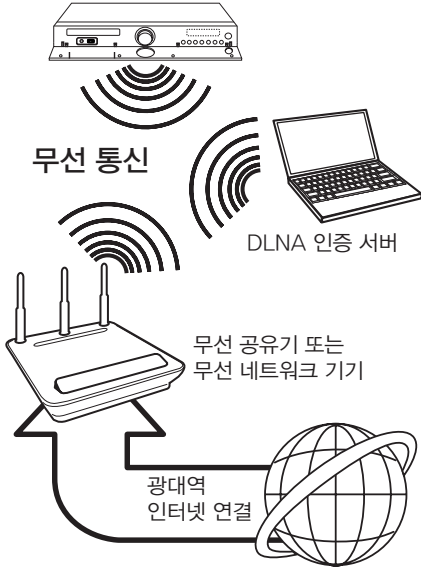 무선 통신
DLNA 인증 서버
무선 공유기 또는
무선 네트워크 기기
광대역
인터넷 연결